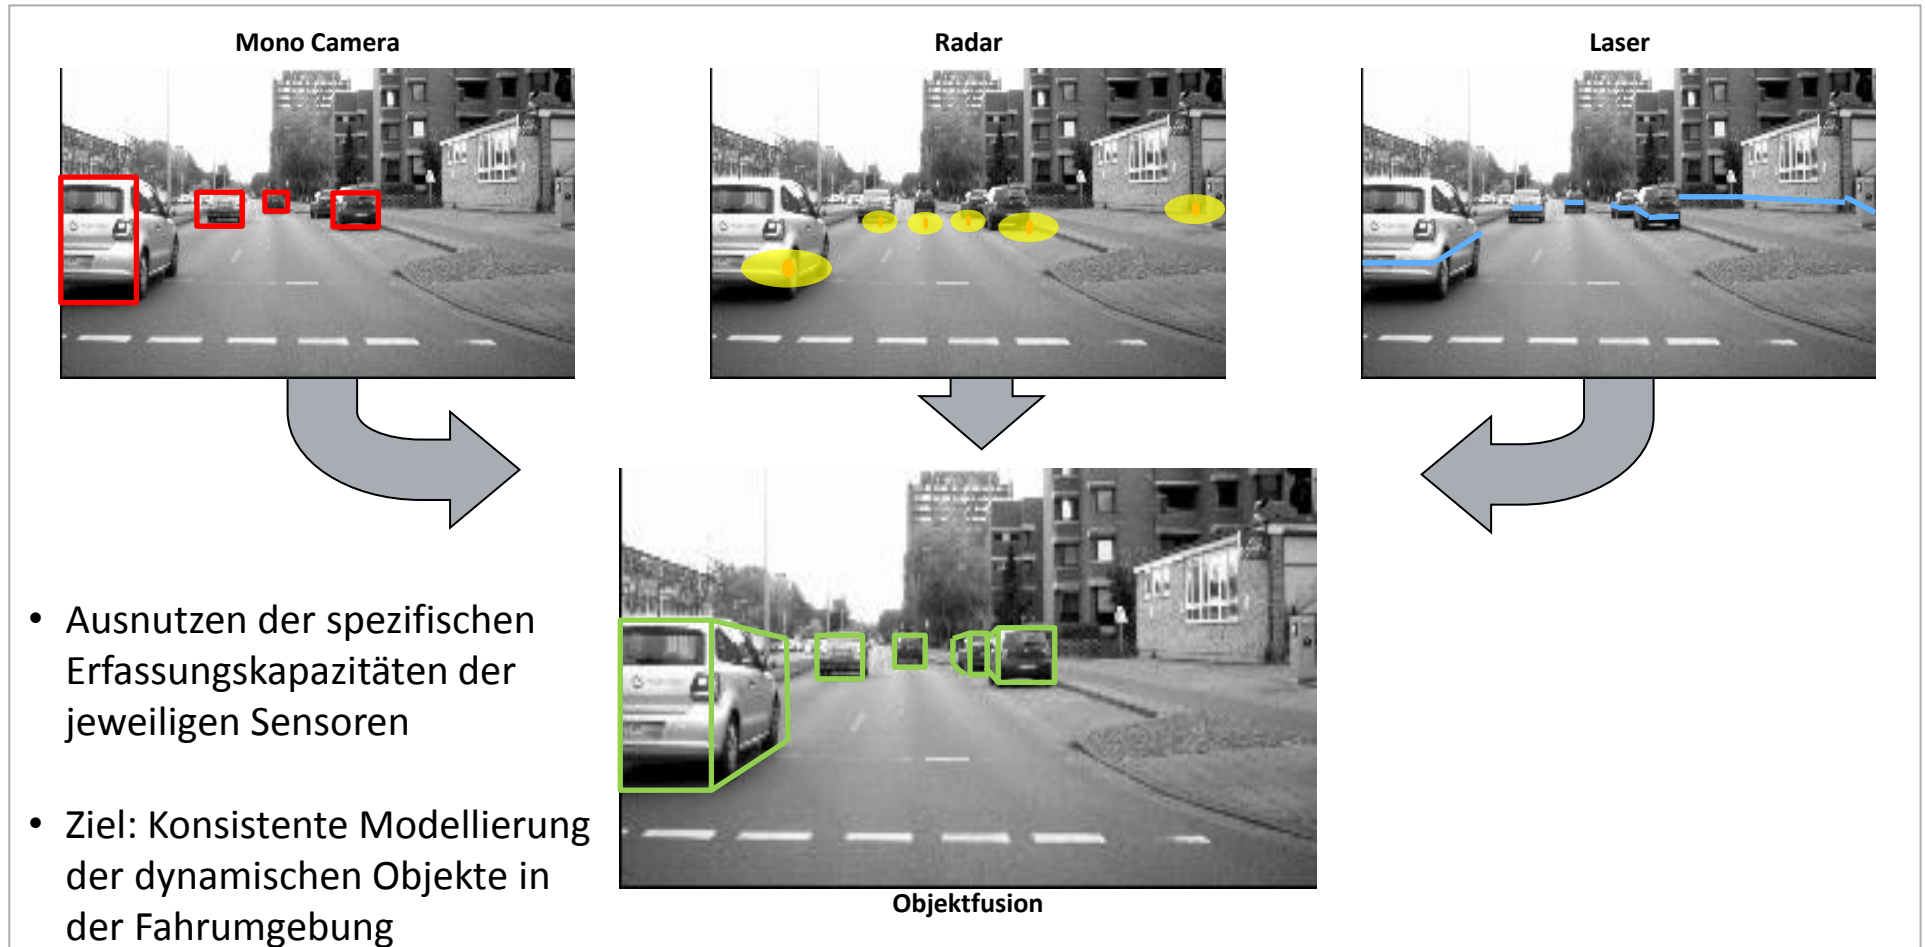 Mono Camera
Radar
Laser
• Ausnutzen der spezifischen
Erfassungskapazitäten der
jeweiligen Sensoren
• Ziel: Konsistente Modellierung
der dynamischen Objekte in
der Fahrumgebung
Objektfusion